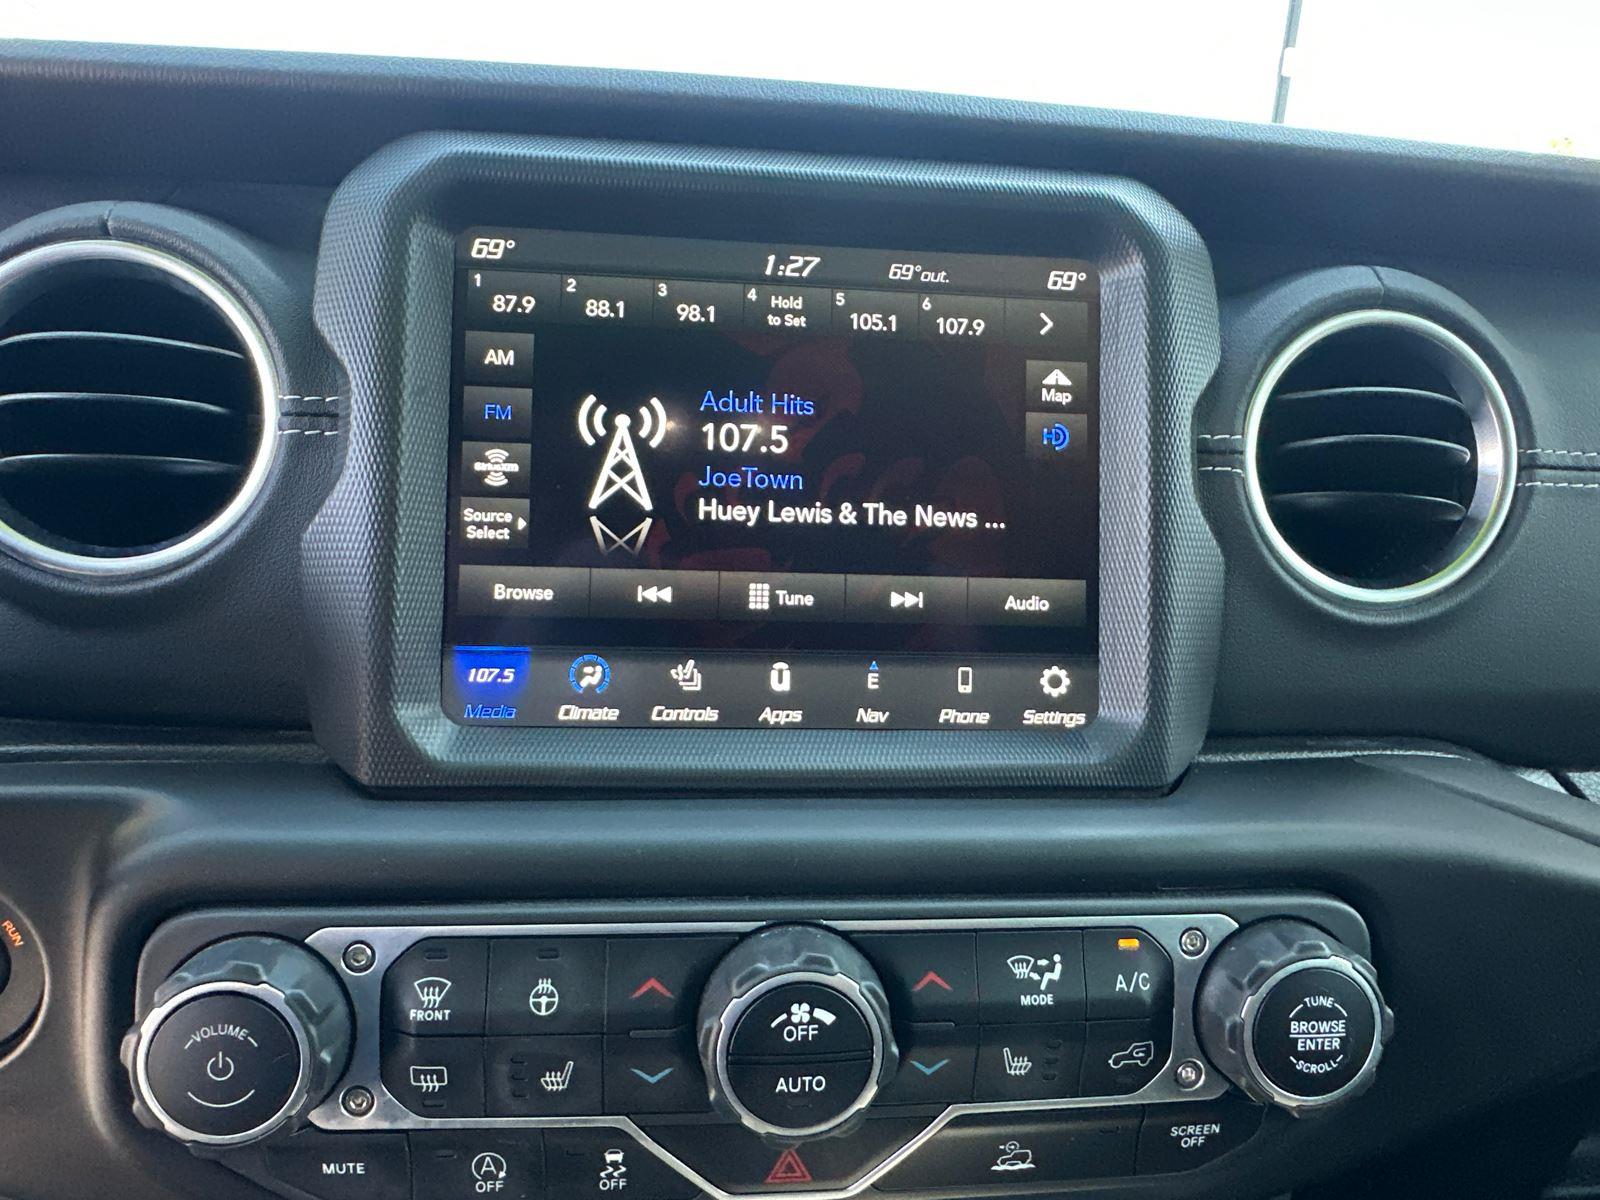 69°
1:27
69°out.
69°
1
87.9
2
88.1
3
98.1
4
Hold
to Set
5
105.1
6
107.9
AM
FM
SiriusXM
Source
Select
Adult Hits
107.5
JoeTown
Huey Lewis & The News ...
Map
HD
Browse
Tune
Audio
107.5
Media
Climate
Controls
Apps
E
Nav
Phone
Settings
RUN
VOLUME
FRONT
OFF
AUTO
MODE
A/C
TUNE
BROWSE
ENTER
SCROLL
MUTE
A
OFF
OFF
SCREEN
OFF